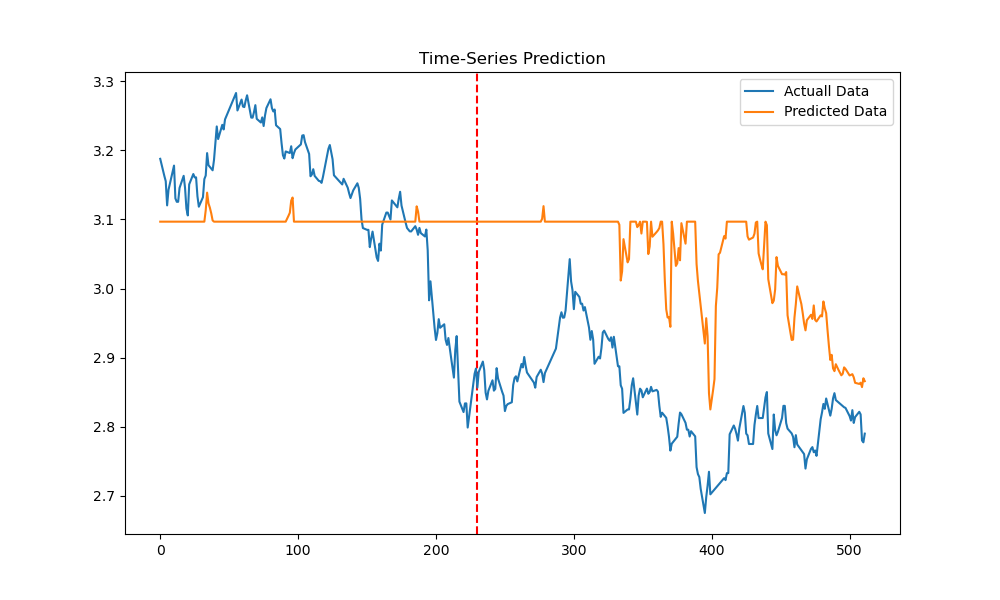 Time-Series Prediction
Actuall Data
Predicted Data
3.3
3.2
3.1
3.0
2.9
2.8
2.7
0 100 200 300 400 500